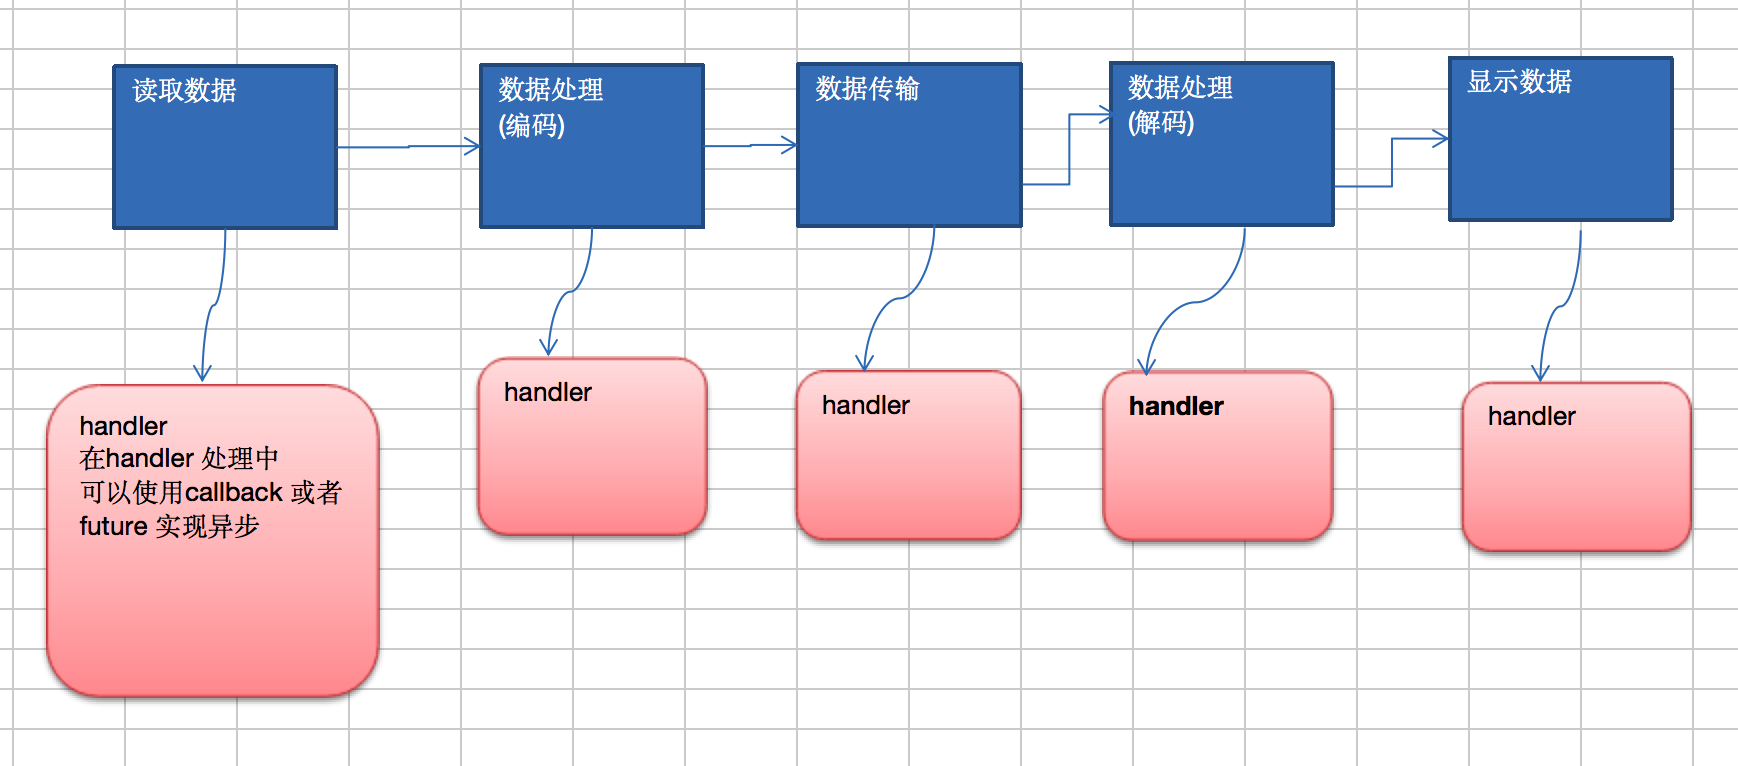 读取数据
数据处理
(编码)
数据传输
数据处理
(解码)
显示数据
handler
在handler 处理中
可以使用callback 或者
future 实现异步
handler
handler
handler
handler